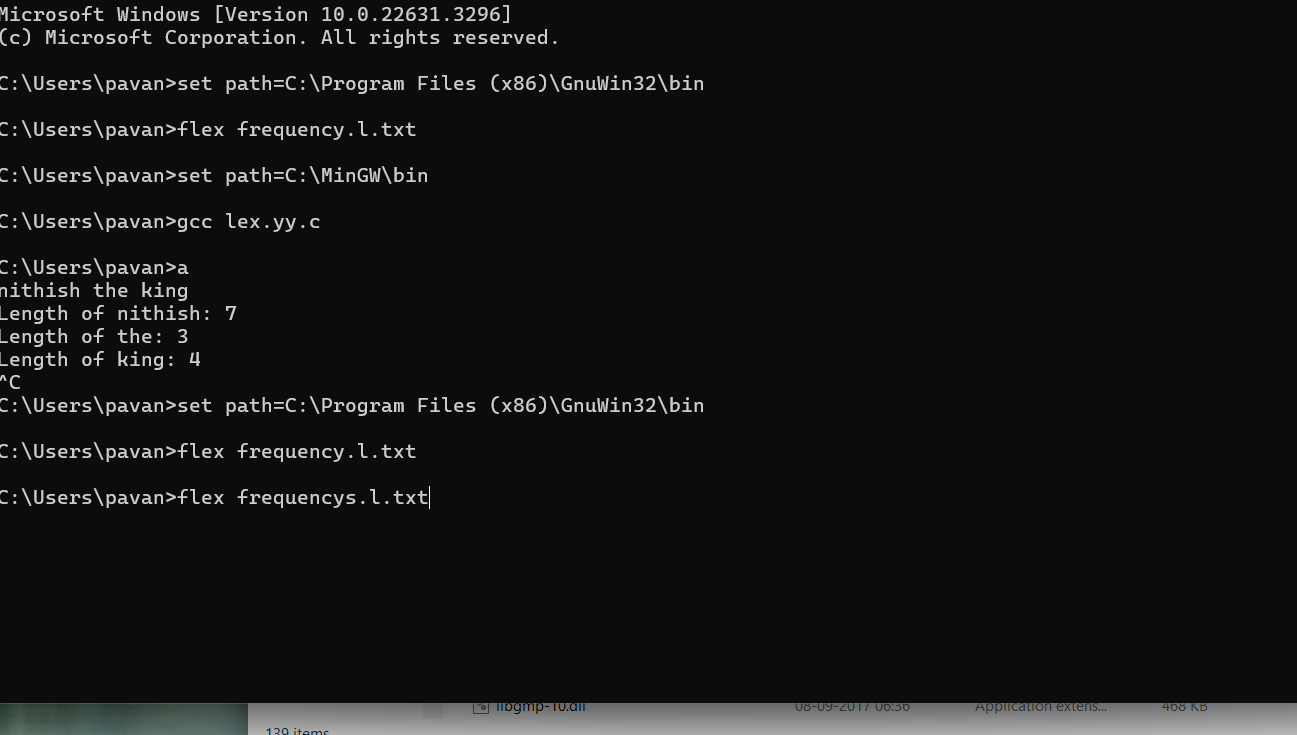 Microsoft Windows [Version 10.0.22631.3296]
(c) Microsoft Corporation. All rights reserved.
C:\Users\pavan>set path=C:\Program Files (x86)\GnuWin32\bin
C:\Users\pavan>flex frequency.l.txt
C:\Users\pavan>set path=C:\MinGW\bin
C:\Users\pavan>gcc lex.yy.c
C:\Users\pavan>a
nithish the king
Length of nithish: 7
Length of the: 3
Length of king: 4
^C
C:\Users\pavan>set path=C:\Program Files (x86)\GnuWin32\bin
C:\Users\pavan>flex frequency.l.txt
C:\Users\pavan>flex frequencys.l.txt
libgmp-10.dll 08-09-2017 06:36 Application extens... 468 KB
139 items